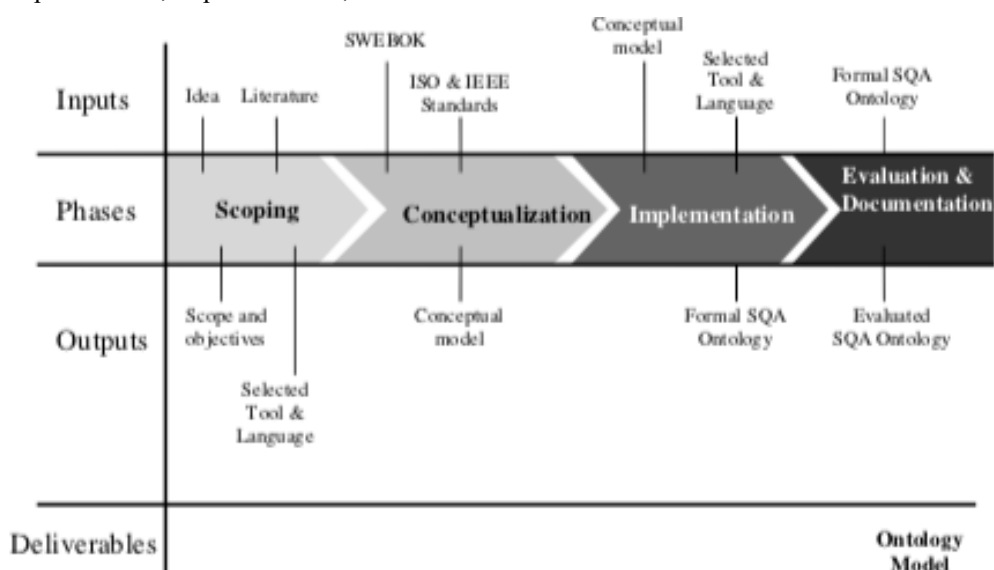 SWEBOK
Conceptual
model
Inputs
Idea
Literature
ISO & IEEE
Standards
Selected
Tool &
Language
Formal SQA
Ontology
Phases
Scoping
Conceptualization
Implementation
Evaluation &
Documentation
Outputs
Scope and
objectives
Selected
Tool &
Language
Conceptual
model
Formal SQA
Ontology
Evaluated
SQA Ontology
Deliverables
Ontology
Model